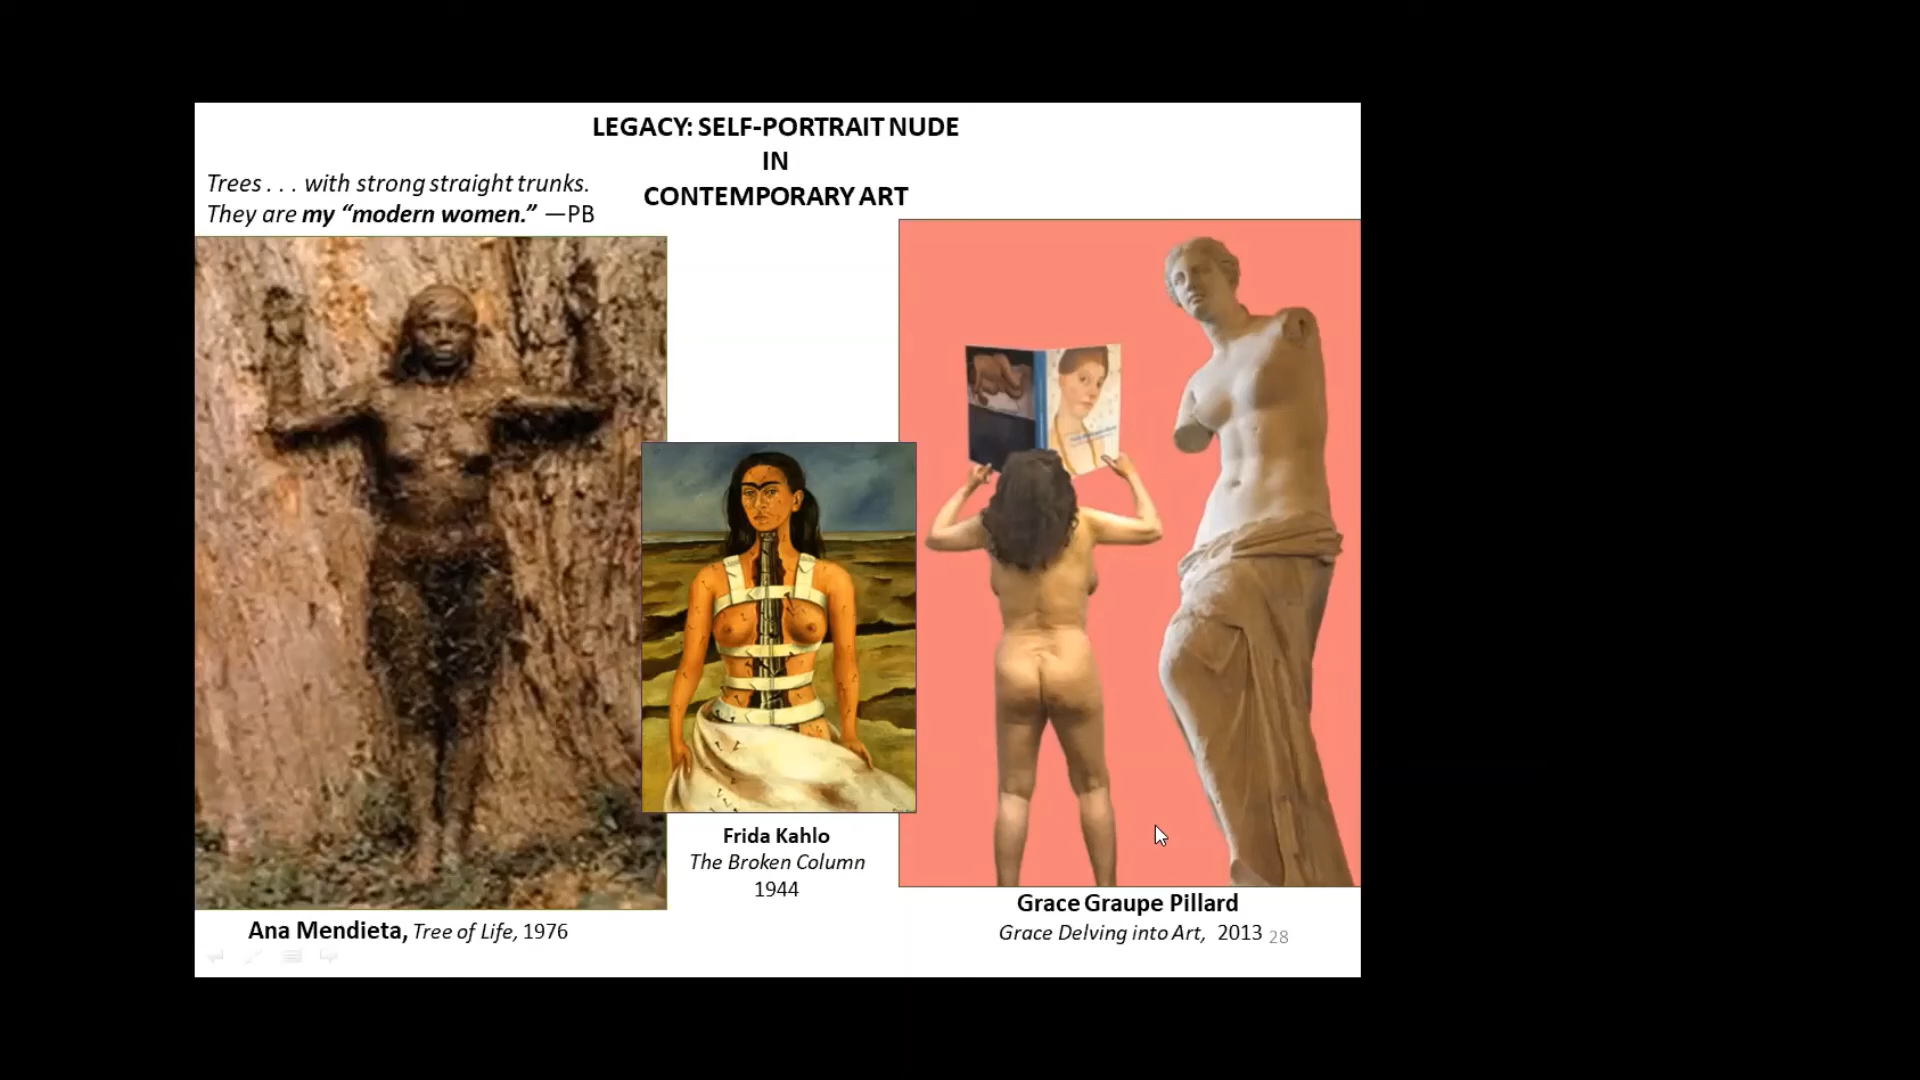 LEGACY: SELF-PORTRAIT NUDE
IN
CONTEMPORARY ART
Trees . . . with strong straight trunks.
They are my “modern women.” —PB
Frida Kahlo
The Broken Column
1944
Ana Mendieta, Tree of Life, 1976
Grace Graupe Pillard
Grace Delving into Art, 2013 28